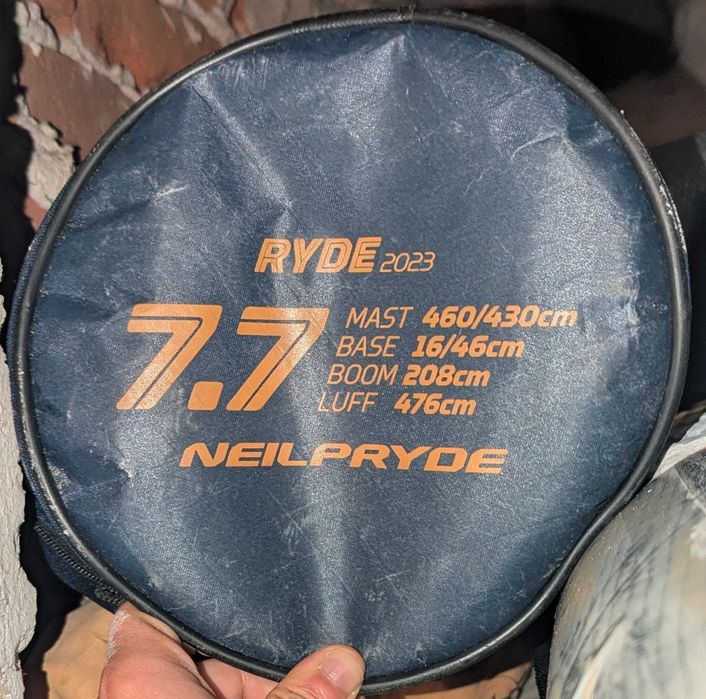 RYDE 2023
7.7
MAST 460/430cm
BASE 16/46cm
BOOM 208cm
LUFF 476cm
NEILPRYDE